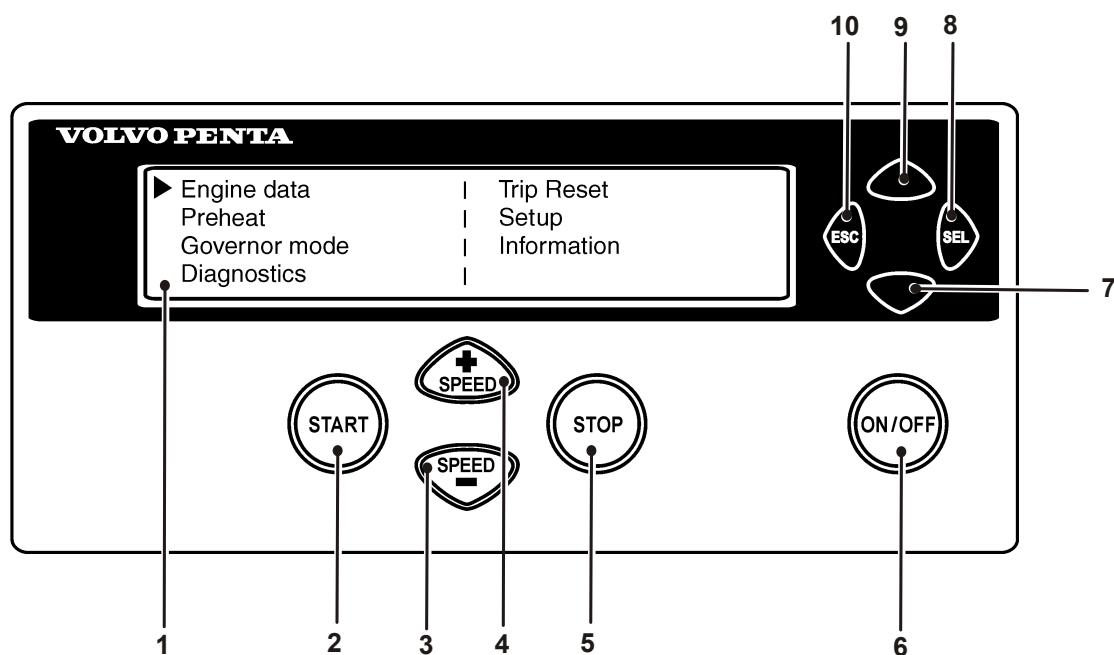 10 9 8
VOLVO PENTA
Engine data | Trip Reset
Preheat | Setup
Governor mode | Information
Diagnostics |
ESC SEL
7
SPEED
START STOP ON/OFF
SPEED
1 2 3 4 5 6